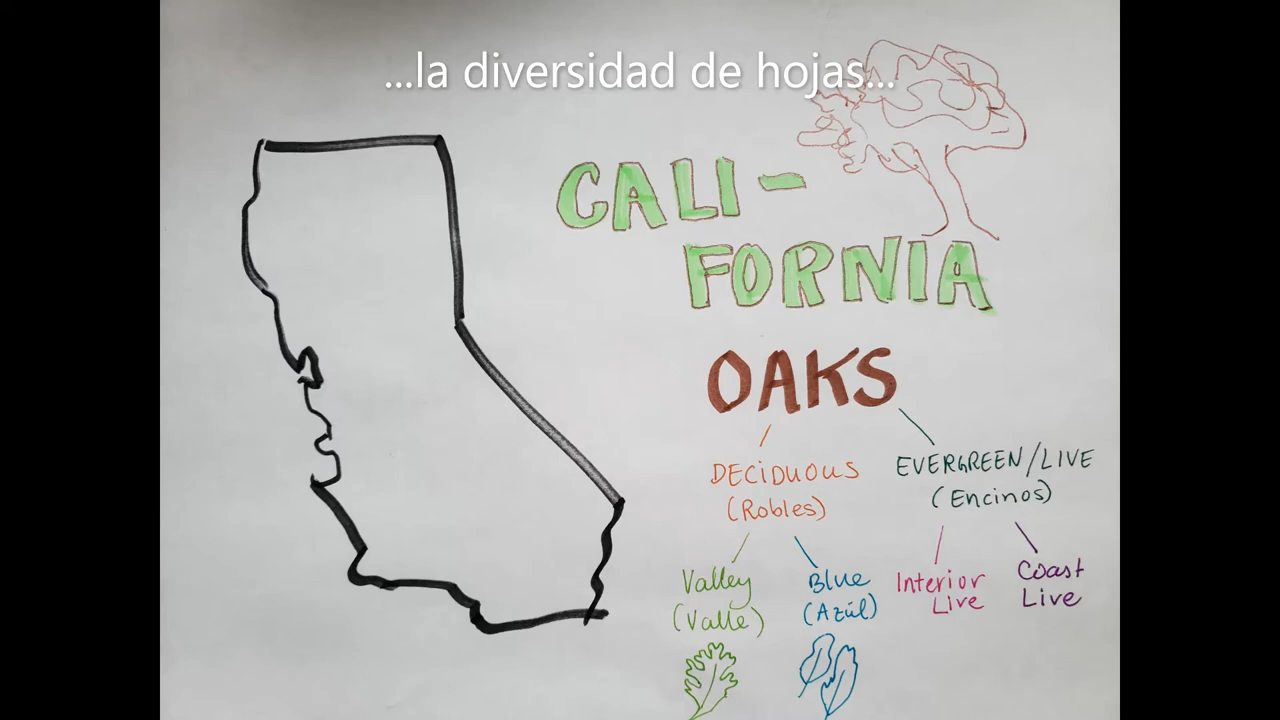 ...la diversidad de hojas...
CALI-
FORNIA
OAKS
DECIDUOUS
(Robles)
EVERGREEN/LIVE
(Encinos)
Valley
(Valle)
Blue
(Azúl)
Interior
Live
Coast
Live